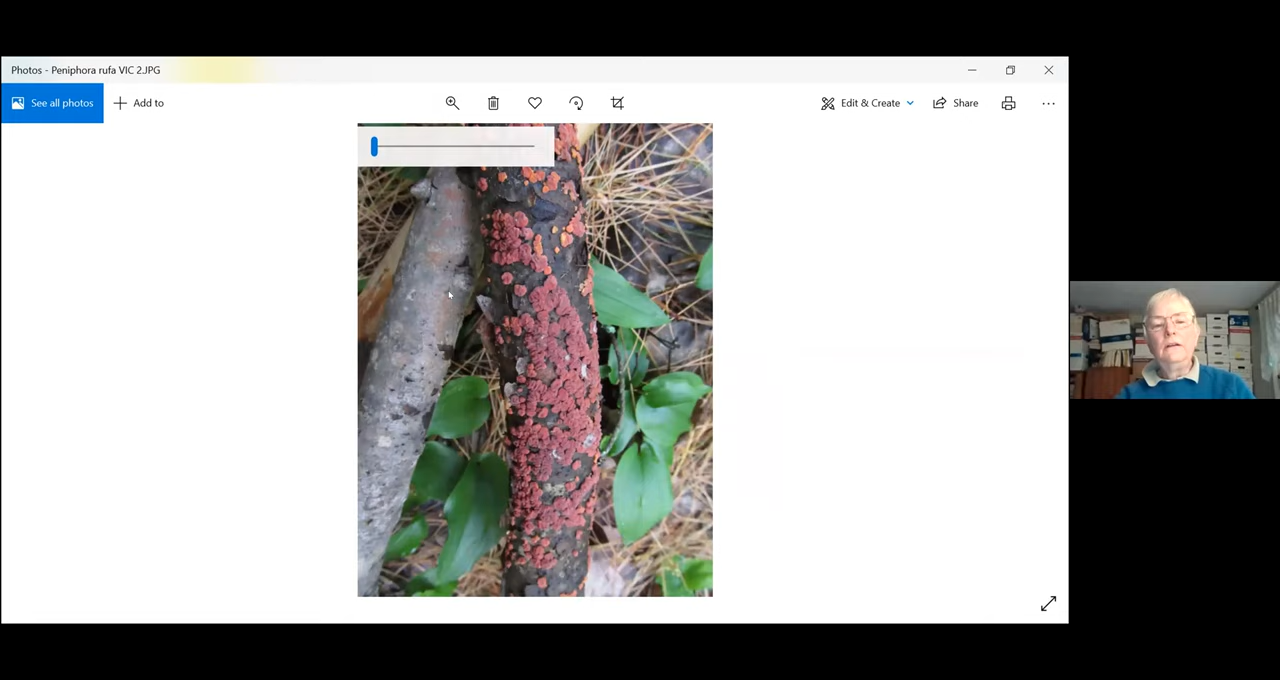 Photos - Peniphora rufa VIC 2.JPG
See all photos
Add to
Edit & Create
Share